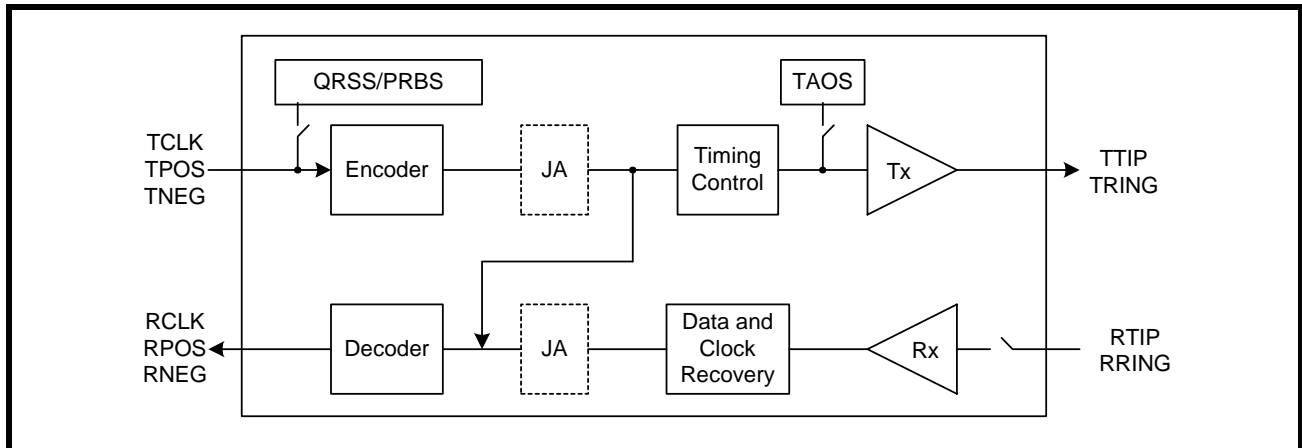 QRSS/PRBS
TAOS
TCLK
TPOS
TNEG
Encoder
JA
Timing
Control
Tx
TTIP
TRING
RCLK
RPOS
RNEG
Decoder
JA
Data and
Clock
Recovery
Rx
RTIP
RRING